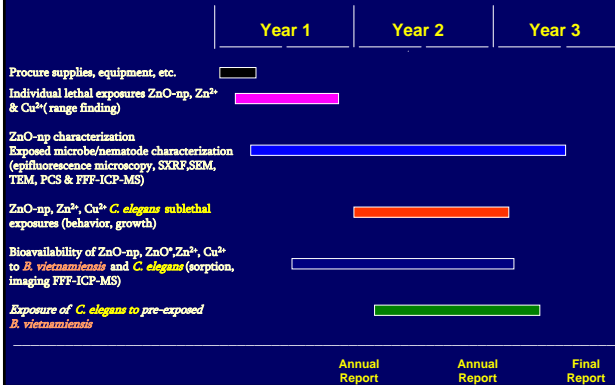 Year 1 Year 2 Year 3
Procure supplies, equipment, etc.
Individual lethal exposures ZnO-np, Zn²⁺
& Cu²⁺( range finding)
ZnO-np characterization
Exposed microbe/nematode characterization
(epifluorescence microscopy, SXRF,SEM,
TEM, PCS & FFF-ICP-MS)
ZnO-np, Zn²⁺, Cu²⁺ C. elegans sublethal
exposures (behavior, growth)
Bioavailability of ZnO-np, ZnO*,Zn²⁺, Cu²⁺
to B. vietnamiensis and C. elegans (sorption,
imaging FFF-ICP-MS)
Exposure of C. elegans to pre-exposed
B. vietnamiensis
Annual Annual Final
Report Report Report